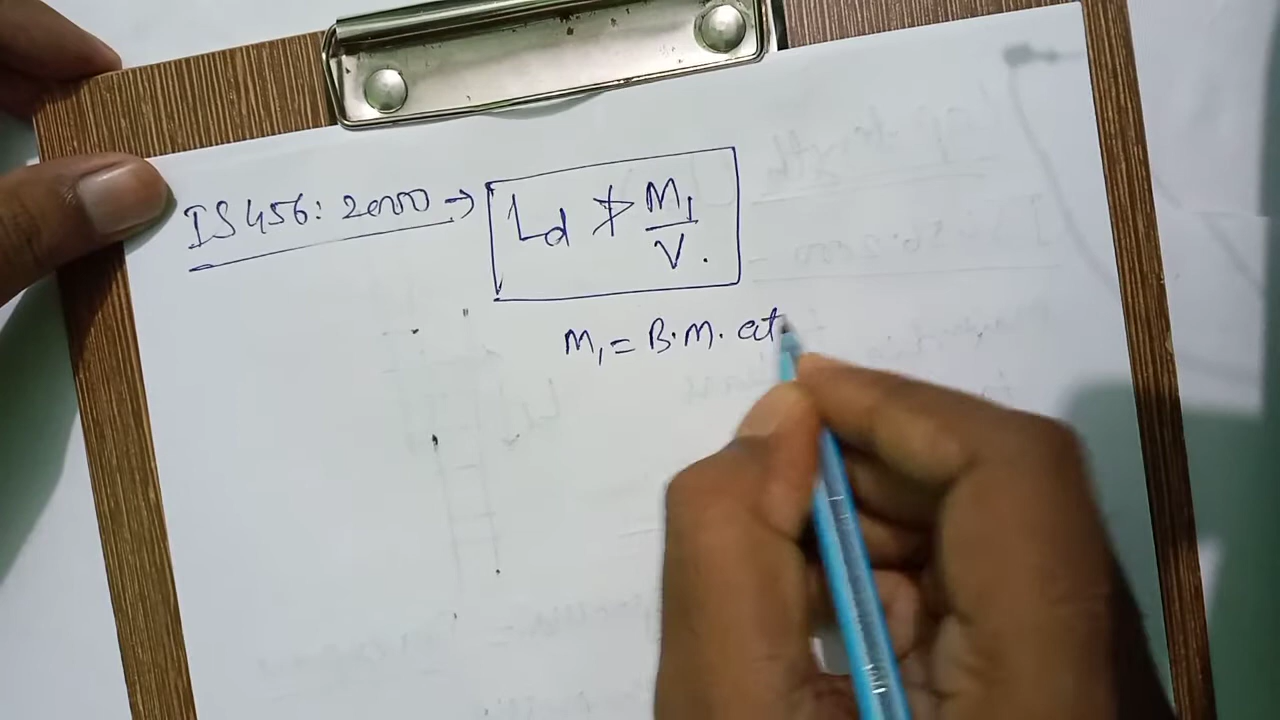 IS 456: 2000 → Ld ≯ M1/V.
M1 = B.M. at